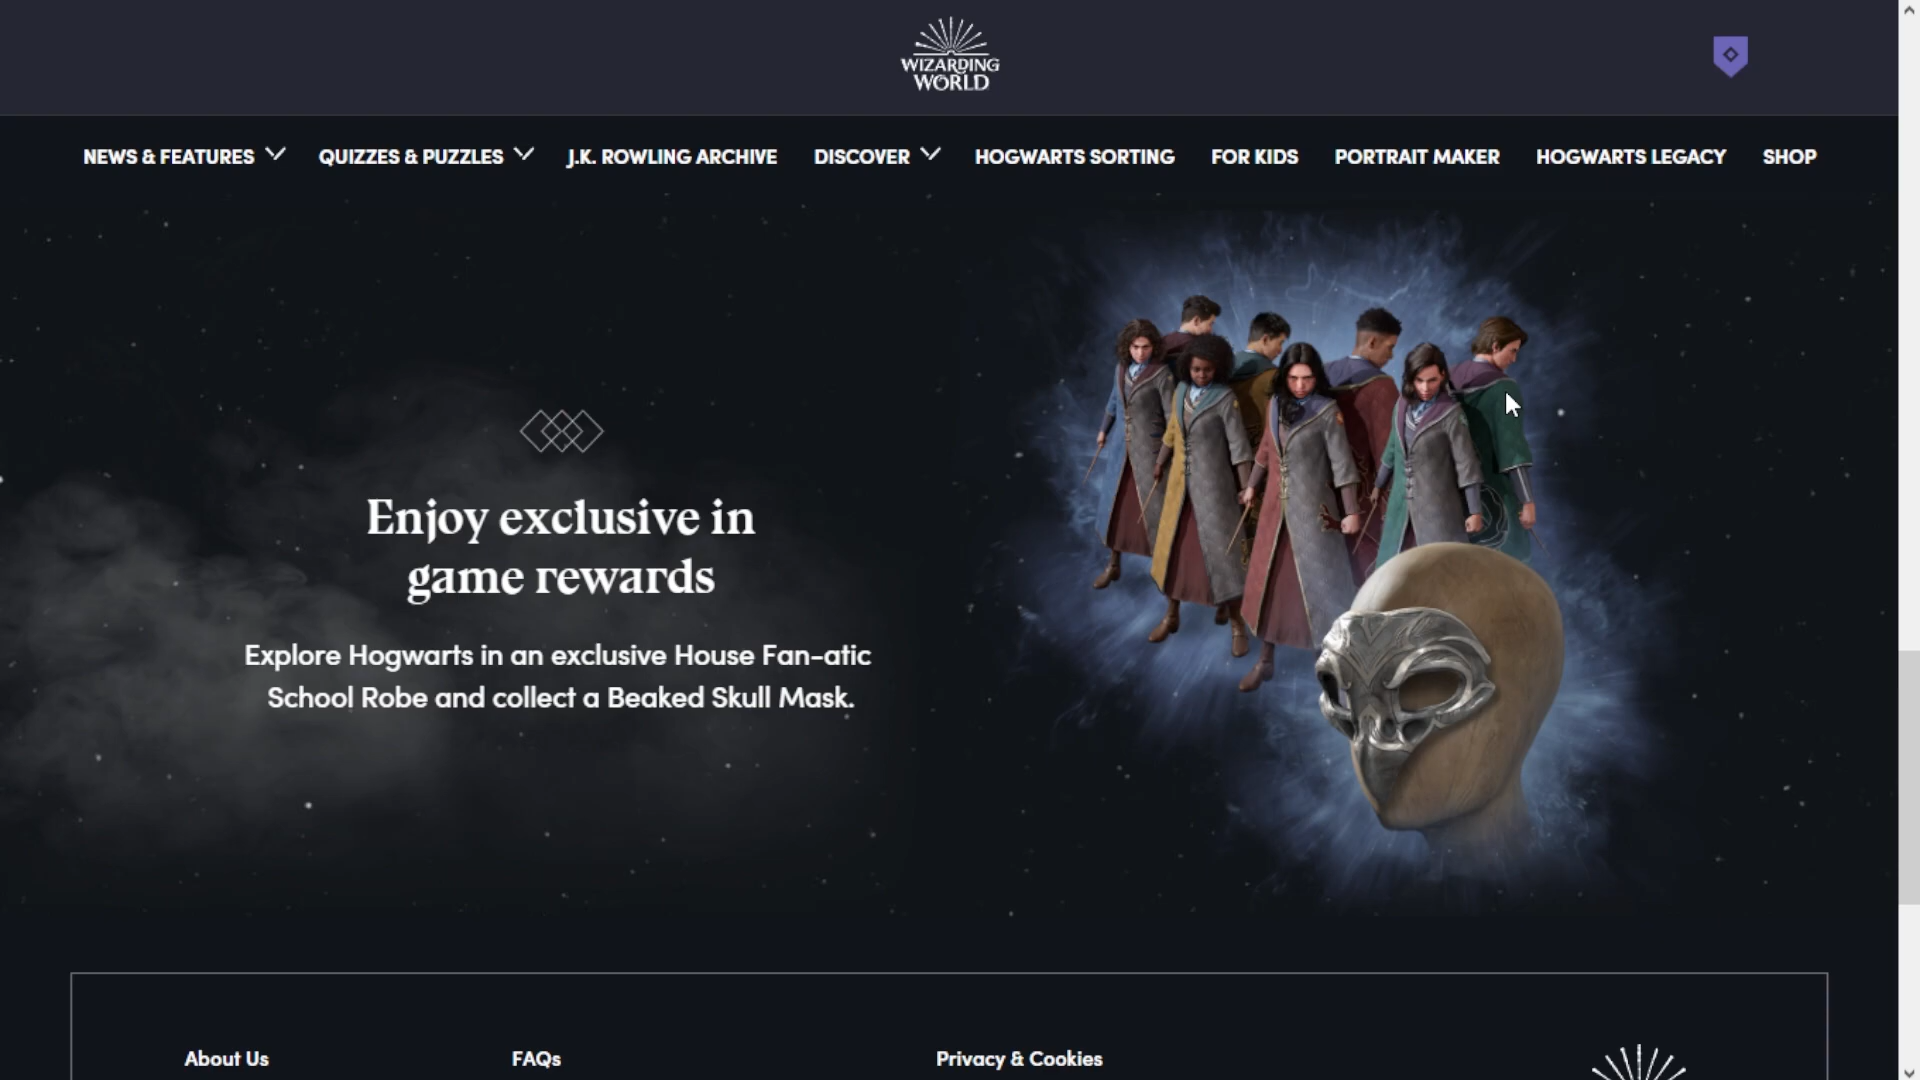 WIZARDING
WORLD
NEWS & FEATURES
QUIZZES & PUZZLES
J.K. ROWLING ARCHIVE
DISCOVER
HOGWARTS SORTING
FOR KIDS
PORTRAIT MAKER
HOGWARTS LEGACY
SHOP
Enjoy exclusive in
game rewards
Explore Hogwarts in an exclusive House Fan-atic
School Robe and collect a Beaked Skull Mask.
About Us
FAQs
Privacy & Cookies